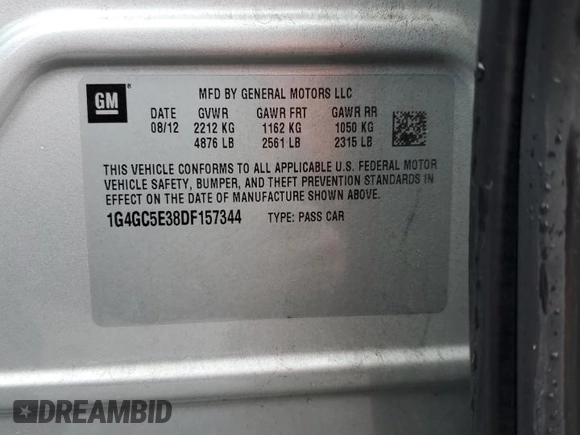 GM
MFD BY GENERAL MOTORS LLC
DATE GVWR GAWR FRT GAWR RR
08/12 2212 KG 1162 KG 1050 KG
4876 LB 2561 LB 2315 LB
THIS VEHICLE CONFORMS TO ALL APPLICABLE U.S. FEDERAL MOTOR
VEHICLE SAFETY, BUMPER, AND THEFT PREVENTION STANDARDS IN
EFFECT ON THE DATE OF MANUFACTURE SHOWN ABOVE.
1G4GC5E38DF157344 TYPE: PASS CAR
DREAMBID